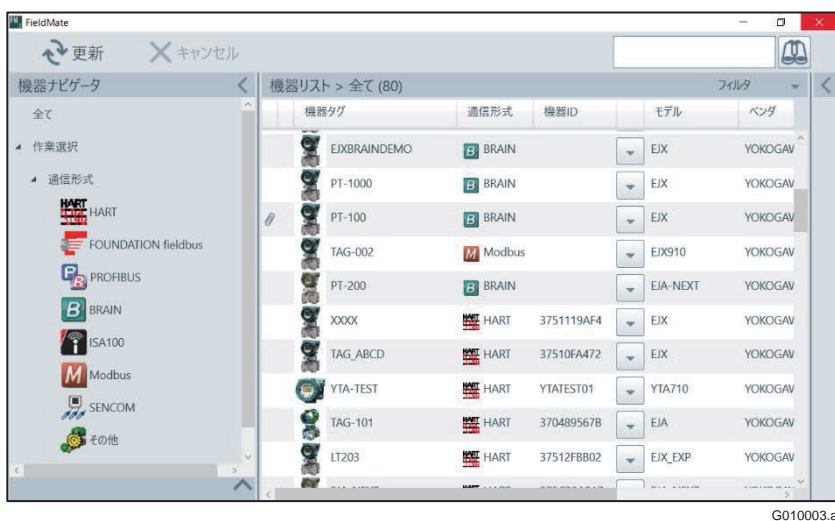 FieldMate
更新 キャンセル
機器ナビゲータ
全て
作業選択
通信形式
HART HART
FOUNDATION fieldbus
PROFIBUS
B BRAIN
ISA100
M Modbus
SENCOM
その他
機器リスト > 全て (80) フィルタ
機器タグ 通信形式 機器ID モデル ベンダ
EJXBRAINDEMO B BRAIN EJX YOKOGAV
PT-1000 B BRAIN EJX YOKOGAV
PT-100 B BRAIN EJX YOKOGAV
TAG-002 M Modbus EJX910 YOKOGAV
PT-200 B BRAIN EJA-NEXT YOKOGAV
XXXX HART HART 3751119AF4 EJX YOKOGAV
TAG_ABCD HART HART 37510FA472 EJX YOKOGAV
YTA-TEST HART HART YTATEST01 YTA710 YOKOGAV
TAG-101 HART HART 370489567B EJA YOKOGAV
LT203 HART HART 37512FBB02 EJX_EXP YOKOGAV
G010003.a